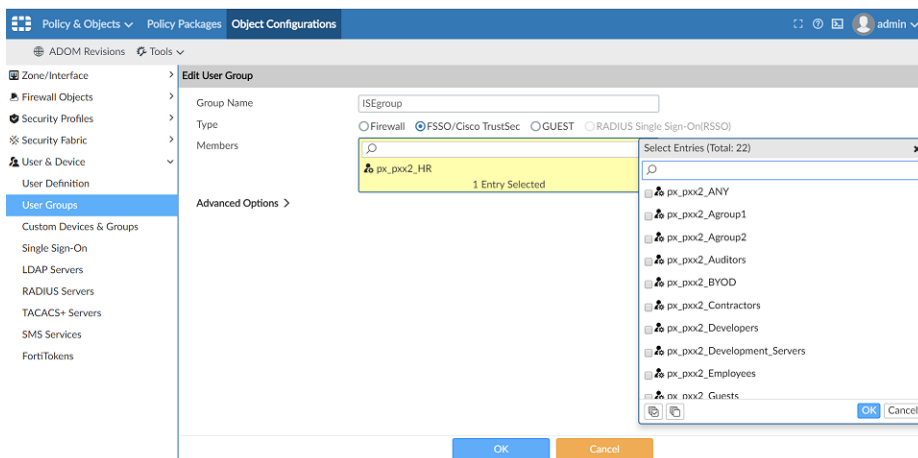 Policy & Objects Policy Packages Object Configurations admin
ADOM Revisions Tools
Zone/Interface
Firewall Objects
Security Profiles
Security Fabric
User & Device
User Definition
User Groups
Custom Devices & Groups
Single Sign-On
LDAP Servers
RADIUS Servers
TACACS+ Servers
SMS Services
FortiTokens
Edit User Group
Group Name ISEgroup
Type Firewall FSSO/Cisco TrustSec GUEST RADIUS Single Sign-On(RSSO)
Members
px_pxx2_HR
1 Entry Selected
Advanced Options >
Select Entries (Total: 22)
px_pxx2_ANY
px_pxx2_Agroup1
px_pxx2_Agroup2
px_pxx2_Auditors
px_pxx2_BYOD
px_pxx2_Contractors
px_pxx2_Developers
px_pxx2_Development_Servers
px_pxx2_Employees
px_pxx2_Guests
OK Cancel
OK Cancel